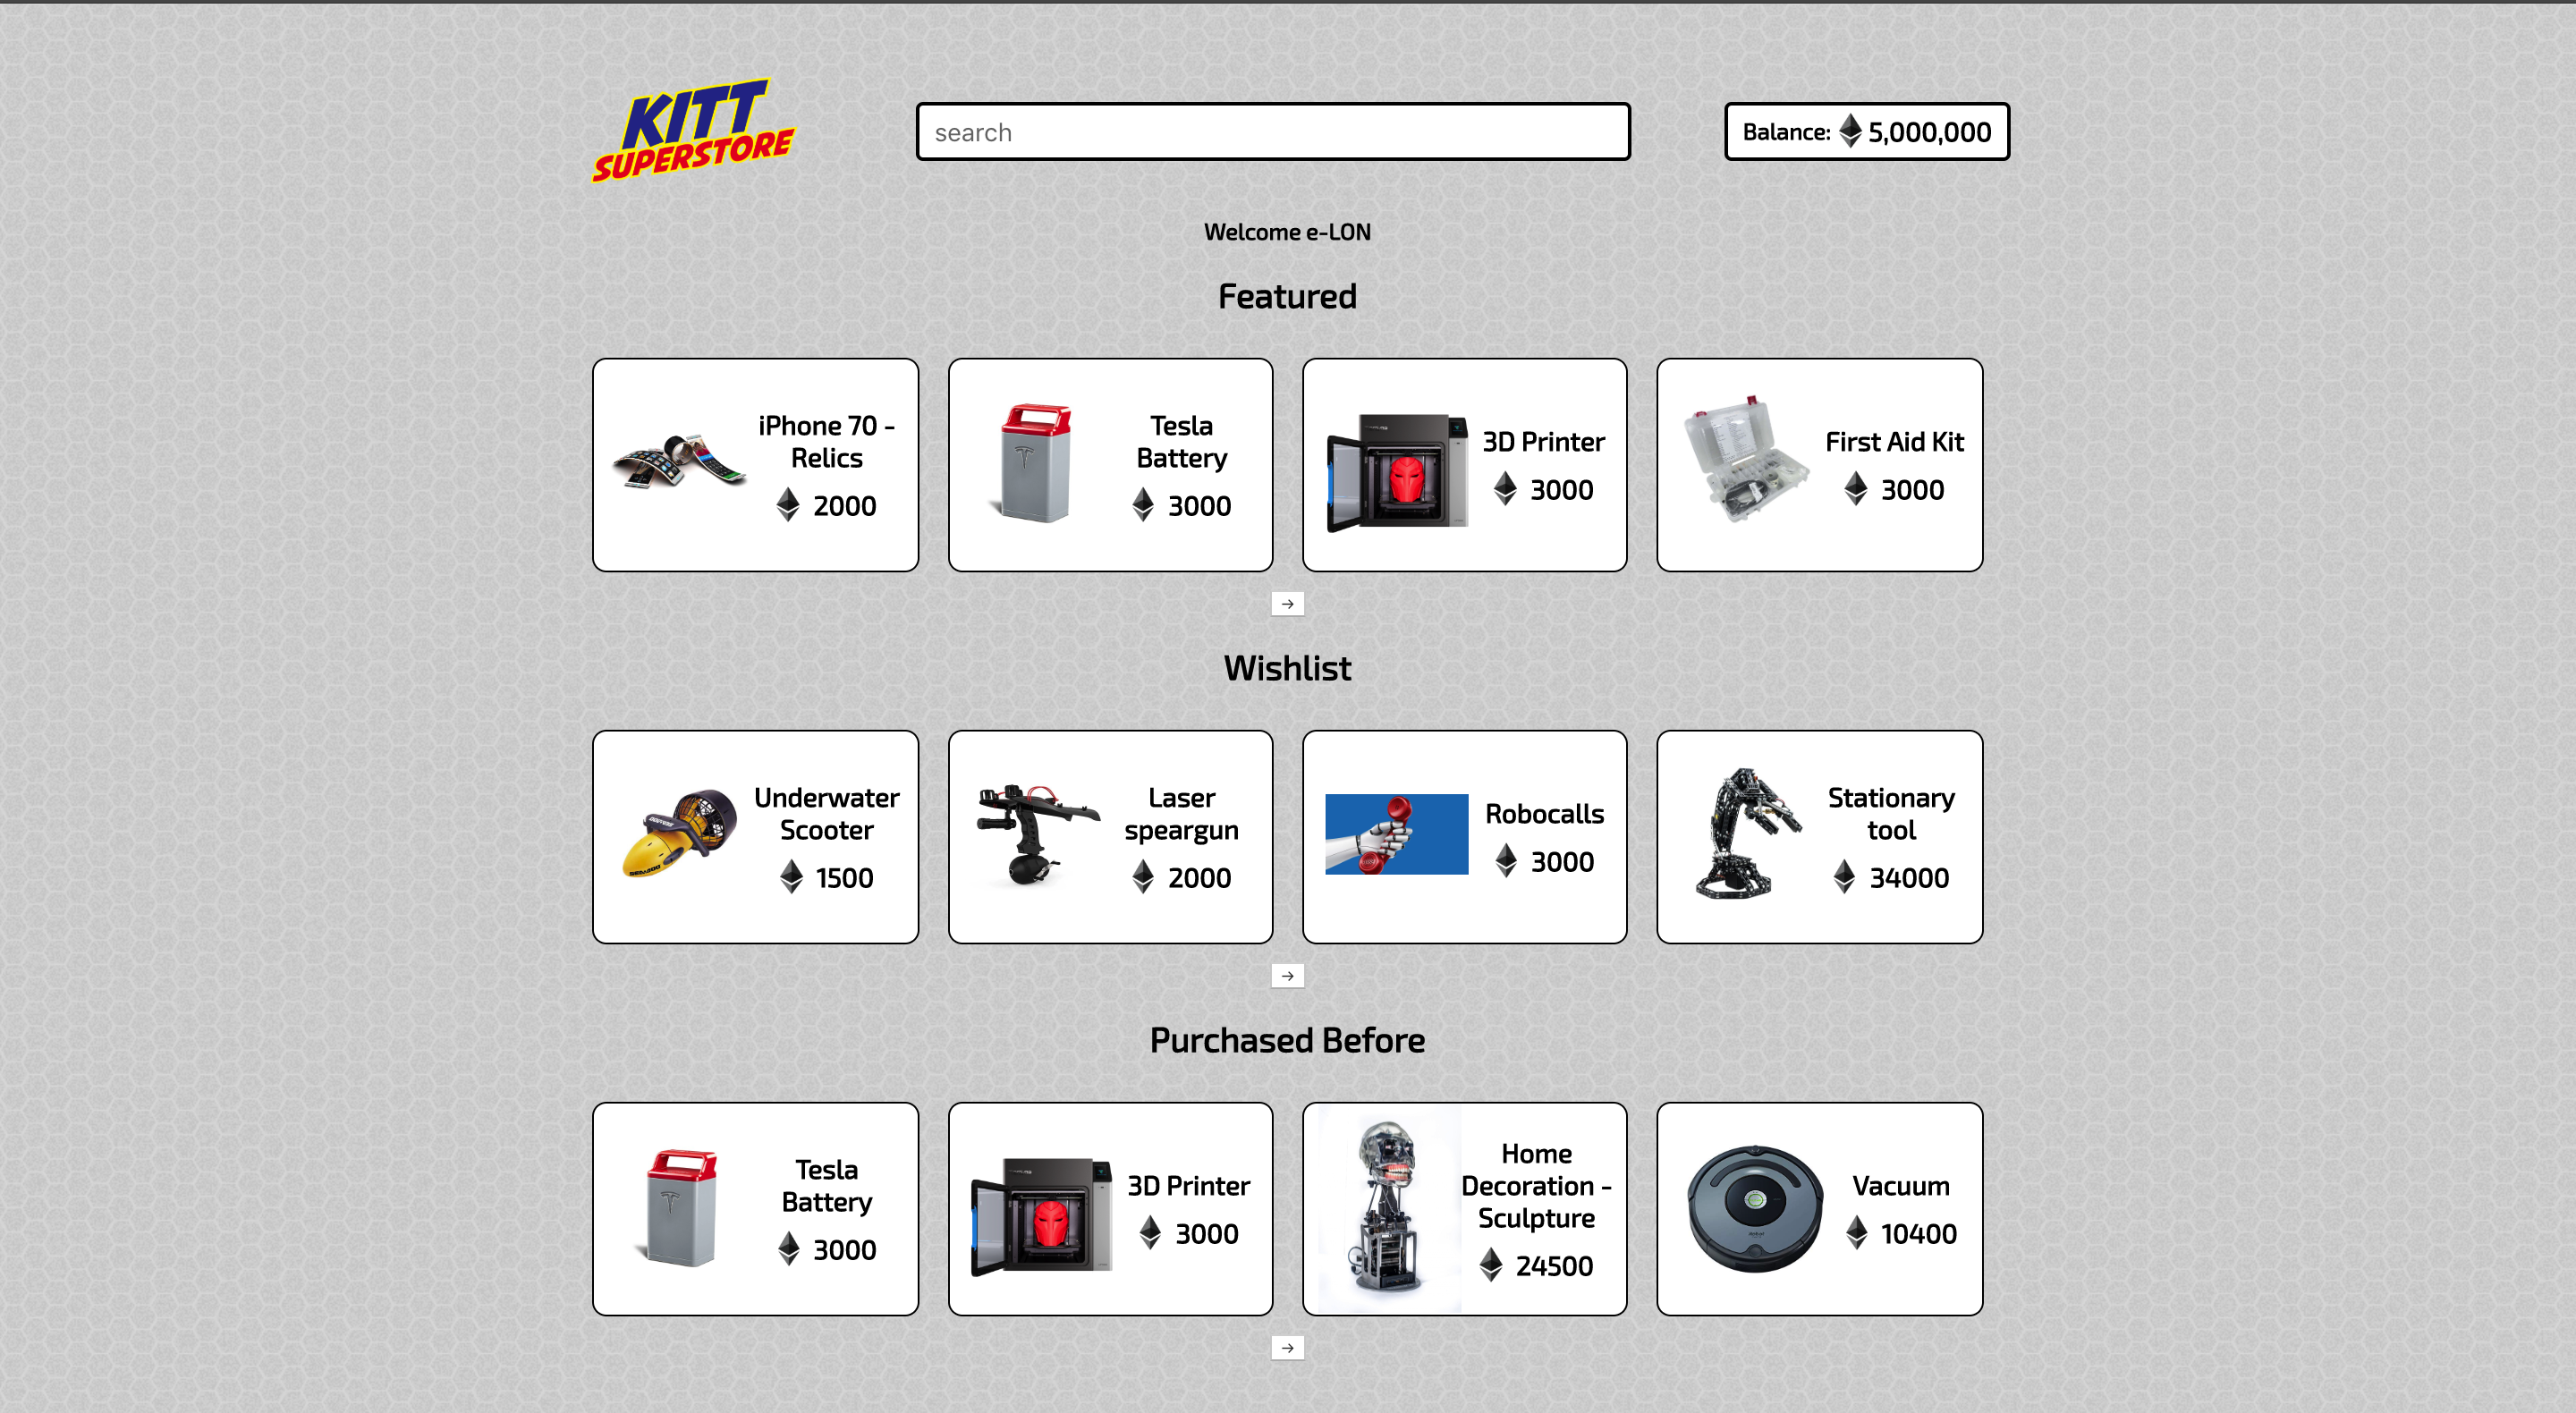 KITT
SUPERSTORE
search
Balance: 5,000,000
Welcome e-LON
Featured
iPhone 70 -
Relics
2000
Tesla
Battery
3000
3D Printer
3000
First Aid Kit
3000
→
Wishlist
Underwater
Scooter
1500
Laser
speargun
2000
Robocalls
3000
Stationary
tool
34000
→
Purchased Before
Tesla
Battery
3000
3D Printer
3000
Home
Decoration -
Sculpture
24500
Vacuum
10400
→